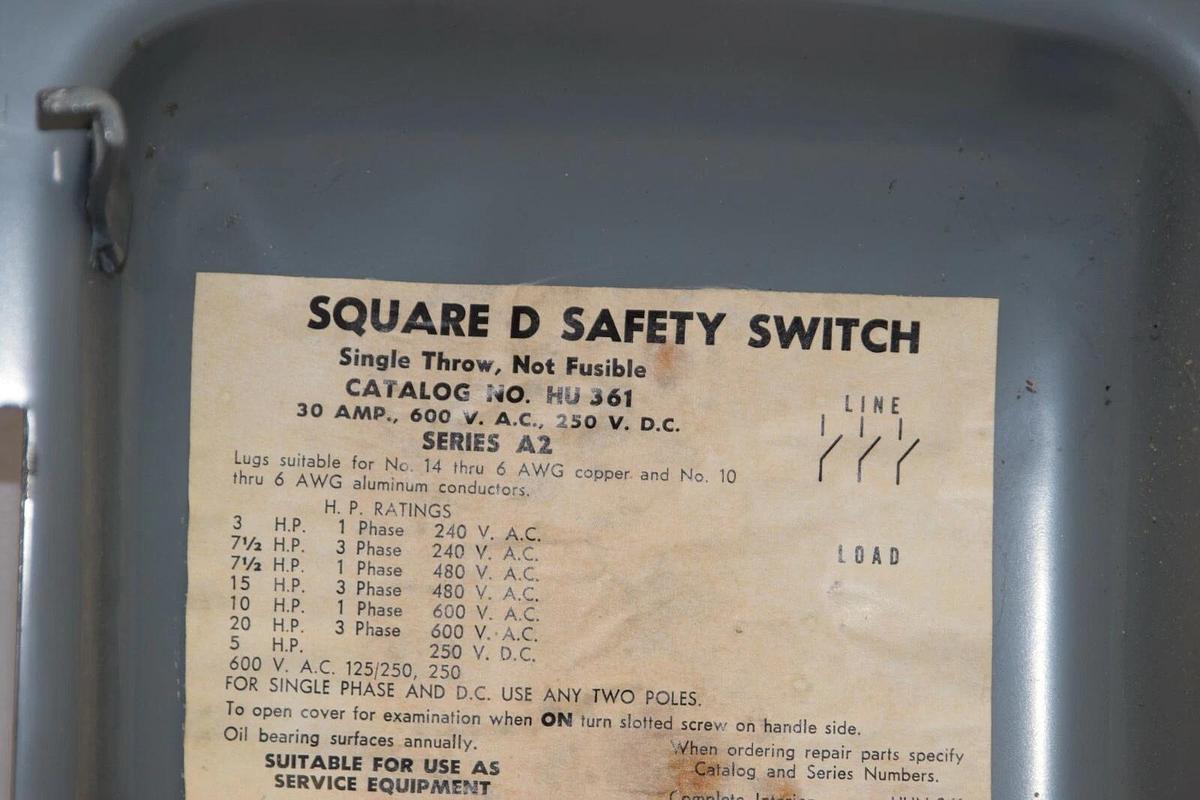 SQUARE D SAFETY SWITCH
Single Throw, Not Fusible
CATALOG NO. HU 361
30 AMP., 600 V. A.C., 250 V. D.C.
SERIES A2
LINE
Lugs suitable for No. 14 thru 6 AWG copper and No. 10
thru 6 AWG aluminum conductors.
H. P. RATINGS
3 H.P. 1 Phase 240 V. A.C.
7½ H.P. 3 Phase 240 V. A.C.
7½ H.P. 1 Phase 480 V. A.C.
15 H.P. 3 Phase 480 V. A.C.
10 H.P. 1 Phase 600 V. A.C.
20 H.P. 3 Phase 600 V. A.C.
5 H.P. 250 V. D.C.
LOAD
600 V. A.C. 125/250, 250
FOR SINGLE PHASE AND D.C. USE ANY TWO POLES.
To open cover for examination when ON turn slotted screw on handle side.
Oil bearing surfaces annually.
SUITABLE FOR USE AS
SERVICE EQUIPMENT
When ordering repair parts specify
Catalog and Series Numbers.
Complete Interior